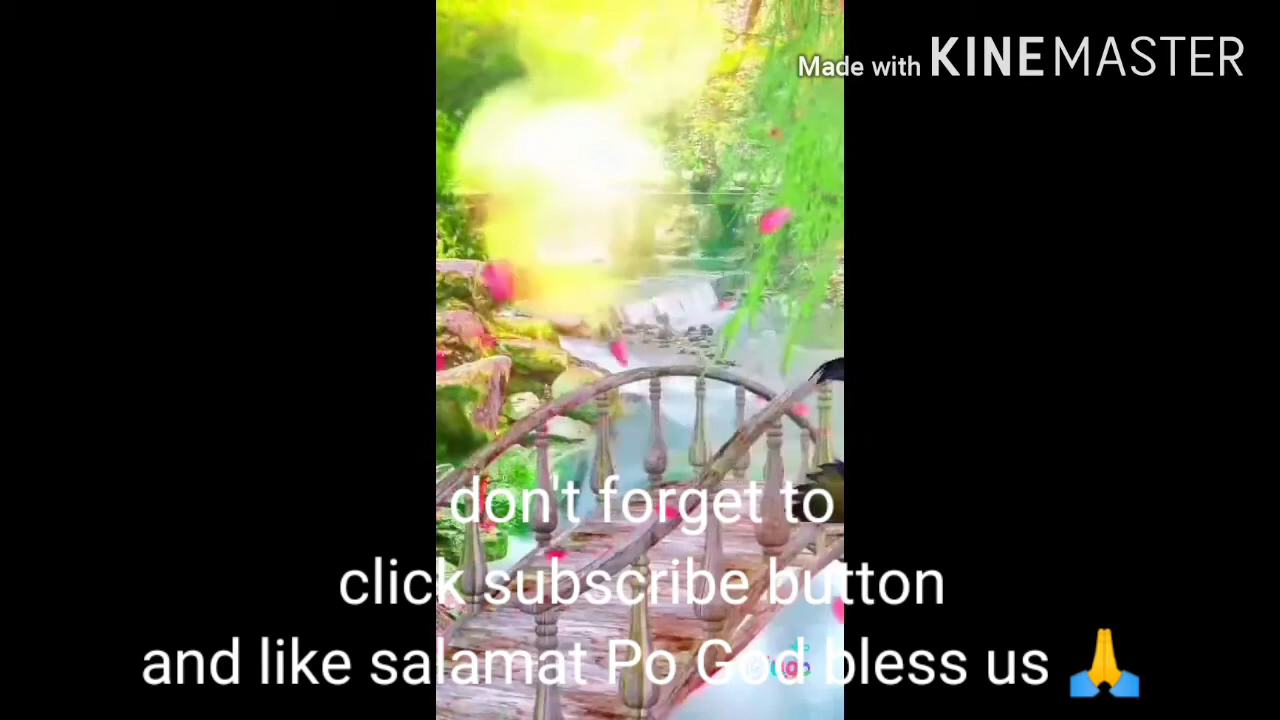 Made with KINEMASTER
don't forget to
click subscribe button
and like salamat Po God bless us 🙏